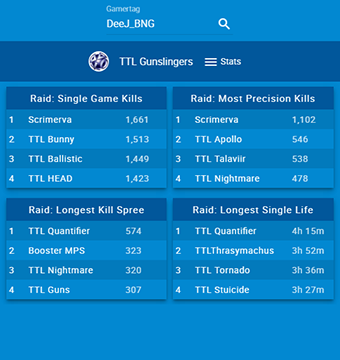 Gamertag
DeeJ_BNG
TTL Gunslingers Stats
Raid: Single Game Kills
1 Scrimerva 1,661
2 TTL Bunny 1,513
3 TTL Ballistic 1,449
4 TTL HEAD 1,423
Raid: Most Precision Kills
1 Scrimerva 1,102
2 TTL Apollo 546
3 TTL Talaviir 538
4 TTL Nightmare 478
Raid: Longest Kill Spree
1 TTL Quantifier 574
2 Booster MPS 323
3 TTL Nightmare 320
4 TTL Guns 307
Raid: Longest Single Life
1 TTL Quantifier 4h 15m
2 TTLThrasymachus 3h 52m
3 TTL Tornado 3h 36m
4 TTL Stuicide 3h 27m